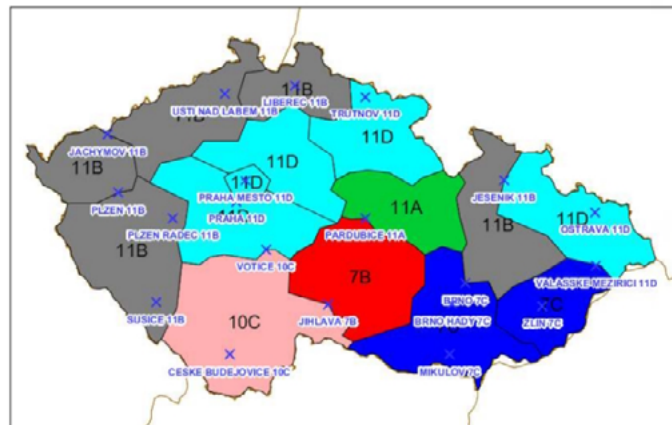 LIBEREC 11B
11B
USTI NAD LABEM 11B
11B
TRUTNOV 11D
11D
JACHYMOV 11B
11B
11D
11D
PRAHA MESTO 11D
PLZEN 11B
11A
JESENIK 11B
11B
11D
OSTRAVA 11D
PRAHA 11D
PLZEN RADEC 11B
PARDUBICE 11A
11B
VOTICE 10C
7B
VALASSKE MEZIRICI 11D
BRNO 7C
SUSICE 11B
JIHLAVA 7B
7C
ZLIN 7C
BRNO HADY 7C
10C
CESKE BUDEJOVICE 10C
MIKULOV 7C